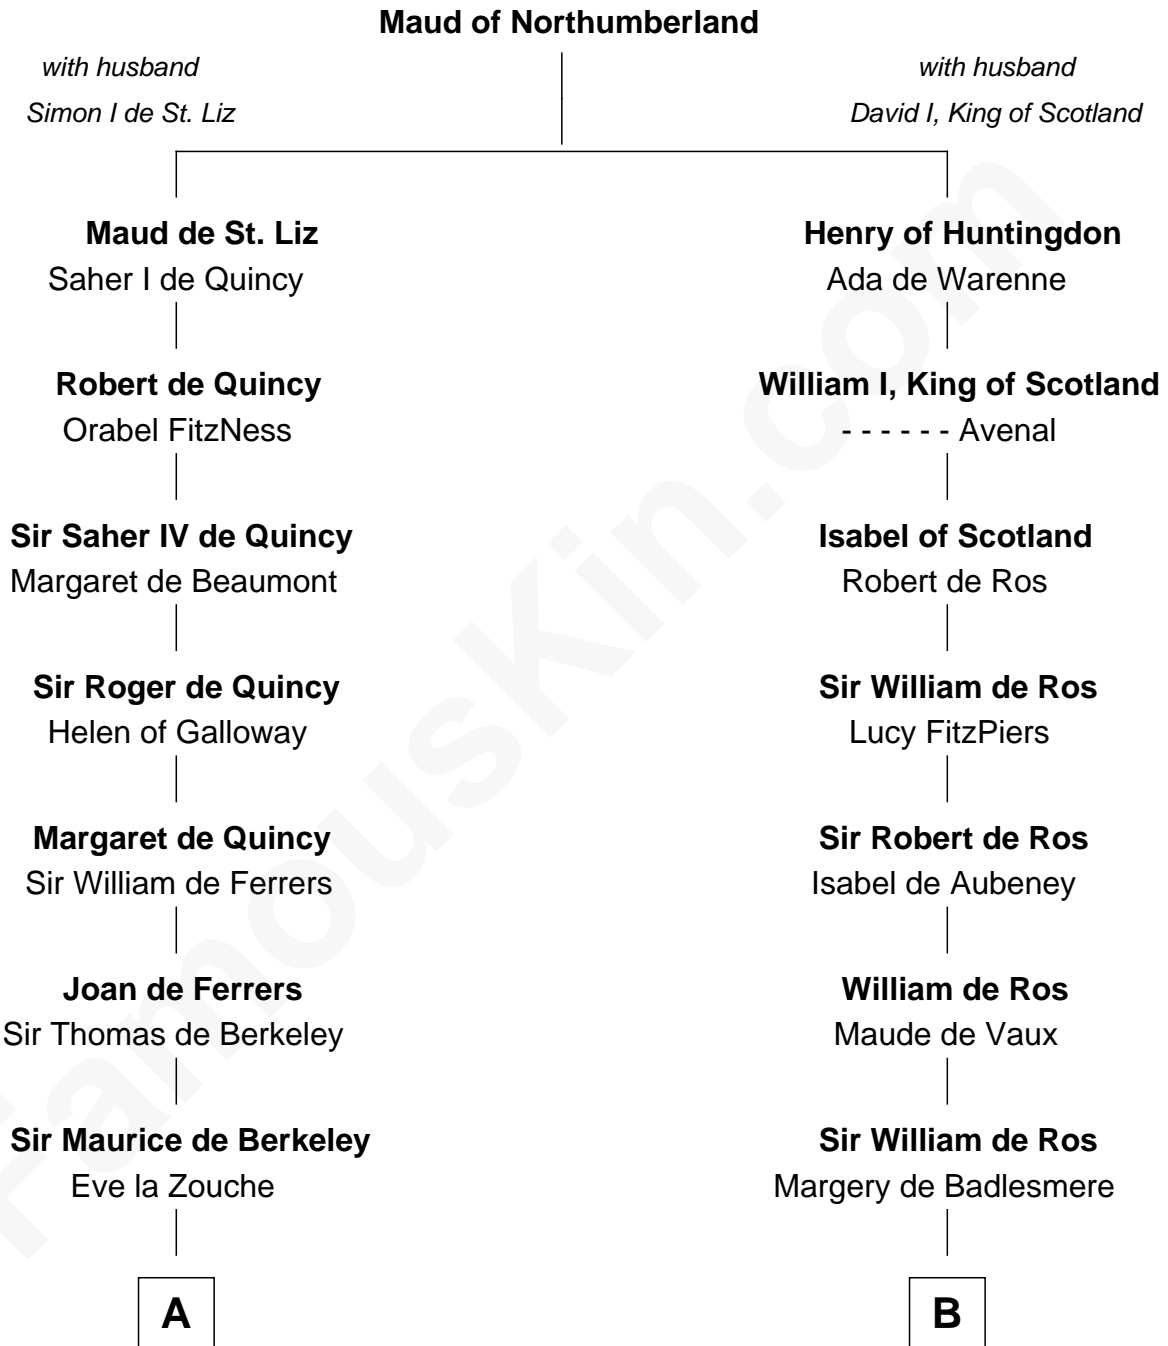 Maud of Northumberland
with husband
Simon I de St. Liz
with husband
David I, King of Scotland
Maud de St. Liz
Saher I de Quincy
Henry of Huntingdon
Ada de Warenne
Robert de Quincy
Orabel FitzNess
William I, King of Scotland
- - - - - - Avenal
Sir Saher IV de Quincy
Margaret de Beaumont
Isabel of Scotland
Robert de Ros
Sir Roger de Quincy
Helen of Galloway
Sir William de Ros
Lucy FitzPiers
Margaret de Quincy
Sir William de Ferrers
Sir Robert de Ros
Isabel de Aubeney
Joan de Ferrers
Sir Thomas de Berkeley
William de Ros
Maude de Vaux
Sir Maurice de Berkeley
Eve la Zouche
Sir William de Ros
Margery de Badlesmere
A
B
FamousKin.com